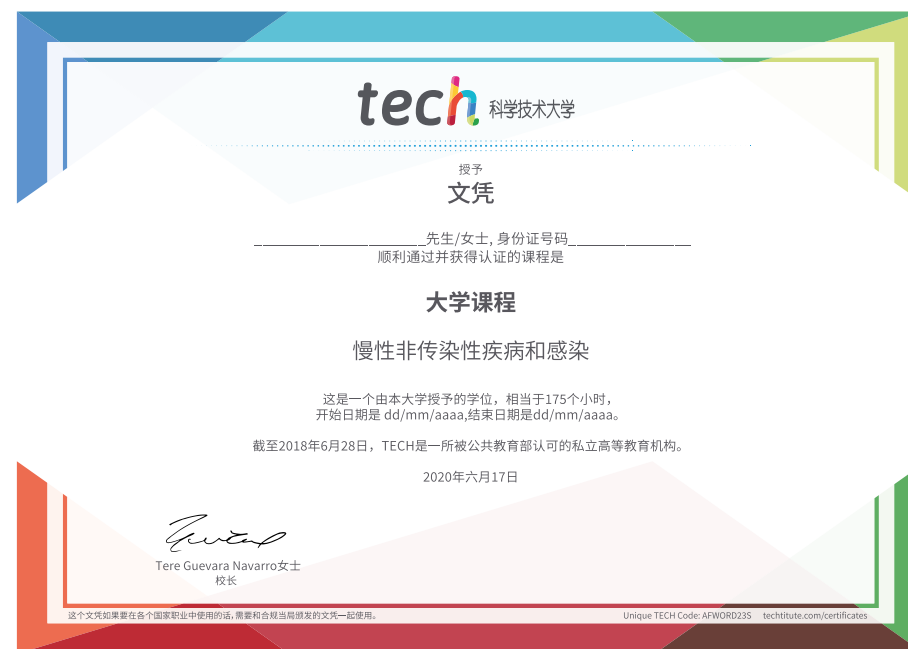 tech 科学技术大学
授予
文凭
____________________先生/女士, 身份证号码______________
顺利通过并获得认证的课程是
大学课程
慢性非传染性疾病和感染
这是一个由本大学授予的学位，相当于175个小时，
开始日期是 dd/mm/aaaa,结束日期是dd/mm/aaaa。
截至2018年6月28日，TECH是一所被公共教育部认可的私立高等教育机构。
2020年六月17日
Tere Guevara Navarro女士
校长
这个文凭如果要在各个国家职业中使用的话,需要和合规当局颁发的文凭一起使用。
Unique TECH Code: AFWORD23S techtitute.com/certificates